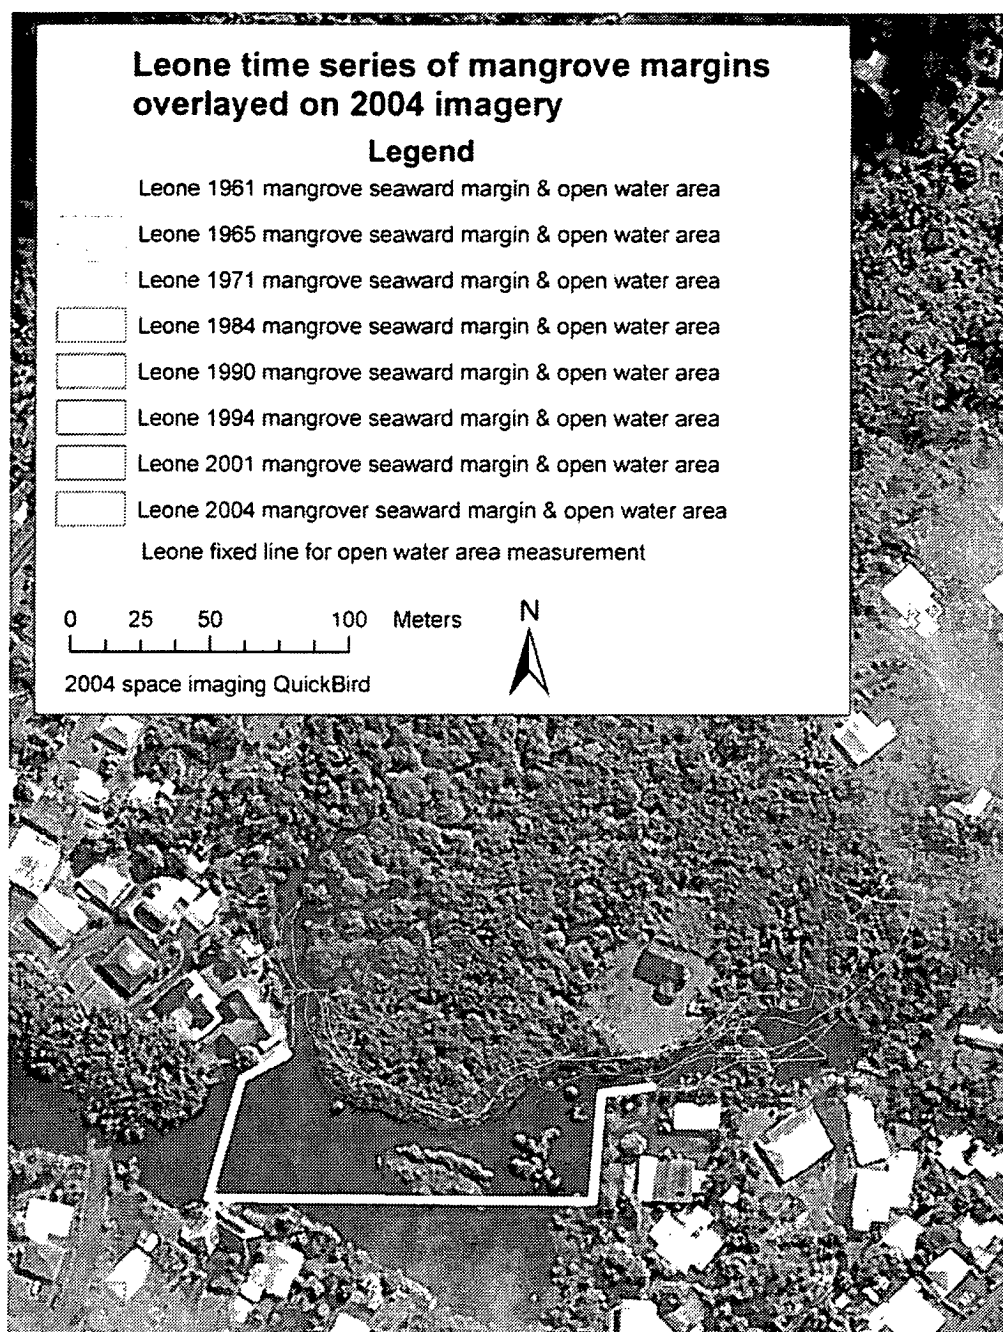 Leone time series of mangrove margins
overlayed on 2004 imagery
Legend
Leone 1961 mangrove seaward margin & open water area
Leone 1965 mangrove seaward margin & open water area
Leone 1971 mangrove seaward margin & open water area
Leone 1984 mangrove seaward margin & open water area
Leone 1990 mangrove seaward margin & open water area
Leone 1994 mangrove seaward margin & open water area
Leone 2001 mangrove seaward margin & open water area
Leone 2004 mangrover seaward margin & open water area
Leone fixed line for open water area measurement
0 25 50 100 Meters N
2004 space imaging QuickBird